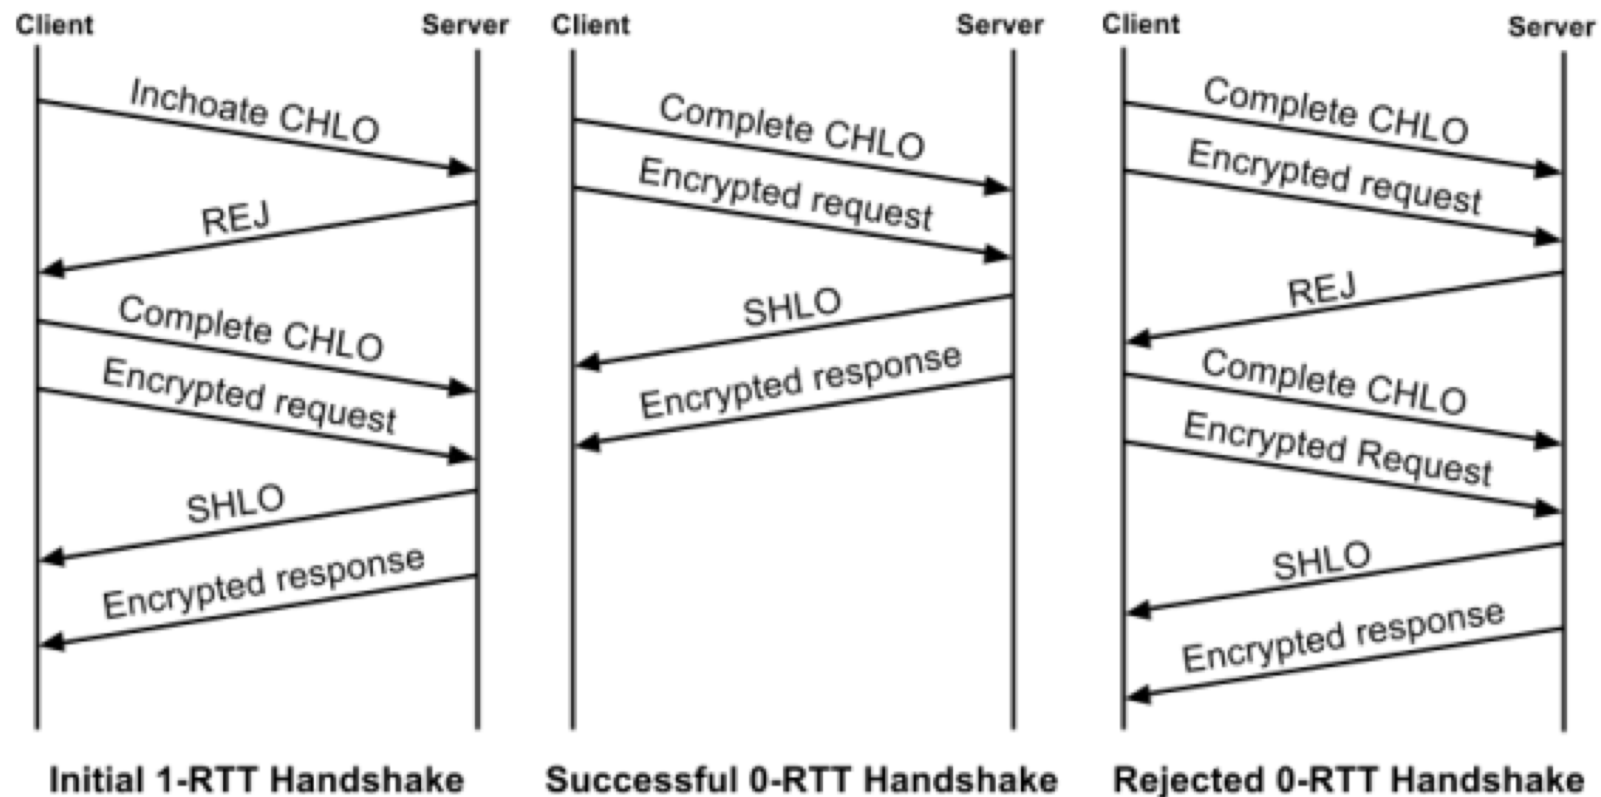 Client
Server
Inchoate CHLO
REJ
Complete CHLO
Encrypted request
SHLO
Encrypted response
Initial 1-RTT Handshake
Client
Server
Complete CHLO
Encrypted request
SHLO
Encrypted response
Successful 0-RTT Handshake
Client
Server
Complete CHLO
Encrypted request
REJ
Complete CHLO
Encrypted Request
SHLO
Encrypted response
Rejected 0-RTT Handshake